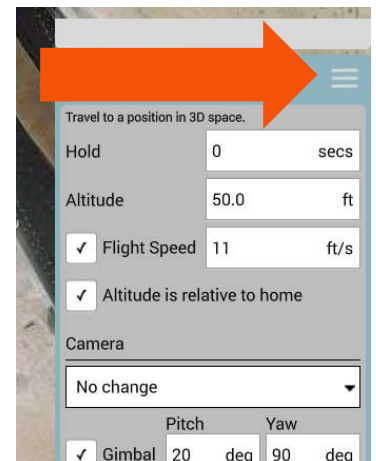 Travel to a position in 3D space.
Hold 0 secs
Altitude 50.0 ft
✓ Flight Speed 11 ft/s
✓ Altitude is relative to home
Camera
No change
Pitch Yaw
✓ Gimbal 20 deg 90 deg